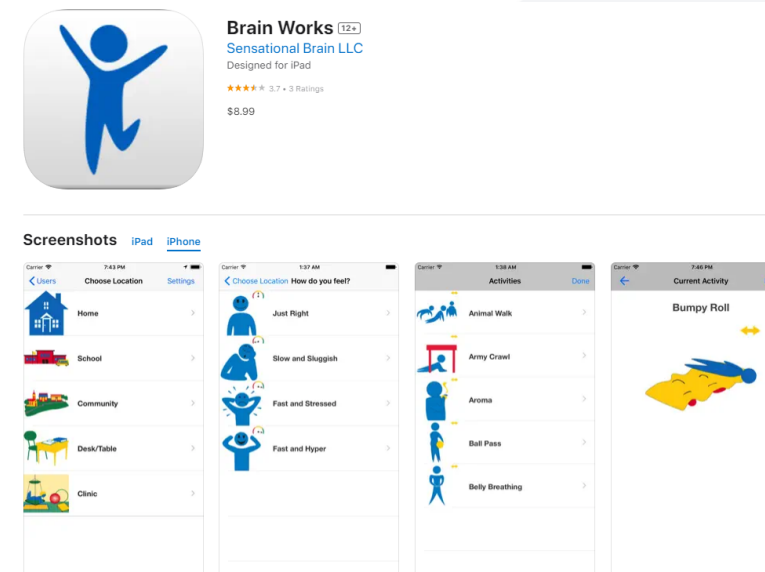 Brain Works 12+
Sensational Brain LLC
Designed for iPad
3.7 • 3 Ratings
$8.99
Screenshots iPad iPhone
Carrier 7:43 PM
Users Choose Location Settings
Home
School
Community
Desk/Table
Clinic
Carrier 1:37 AM
Choose Location How do you feel?
Just Right
Slow and Sluggish
Fast and Stressed
Fast and Hyper
Carrier 1:38 AM
Activities Done
Animal Walk
Army Crawl
Aroma
Ball Pass
Belly Breathing
Carrier 7:46 PM
Current Activity
Bumpy Roll